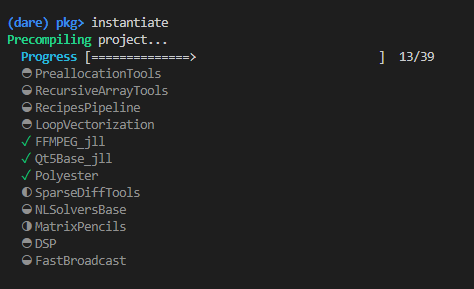 (dare) pkg> instantiate
Precompiling project...
Progress [==============>                              ]  13/39
◓ PreallocationTools
◒ RecursiveArrayTools
◒ RecipesPipeline
◓ LoopVectorization
✓ FFMPEG_jll
✓ Qt5Base_jll
✓ Polyester
◐ SparseDiffTools
◒ NLSolversBase
◑ MatrixPencils
◓ DSP
◒ FastBroadcast